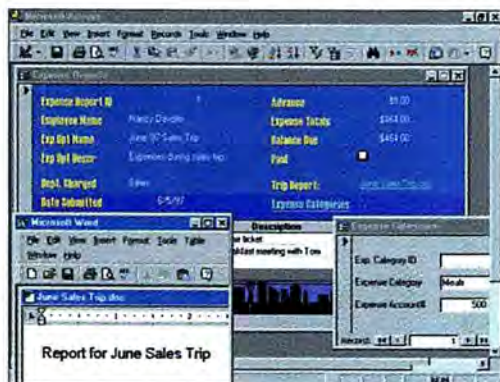 Microsoft Access
File Edit View Insert Format Records Tools Window Help
Expense Reports
Expense Report ID 1 Advance $0.00
Employee Name Nancy Davolio Expense Totals $464.00
Exp Rpt Name June '97 Sales Trip Balance Due $464.00
Exp Rpt Descr Expenses during sales trip Paid
Dept. Charged Sales Trip Report: June Sales Trip.doc
Date Submitted 6/5/97 Expense Categories
Microsoft Word
File Edit View Insert Format Tools Table
Window Help
June Sales Trip.doc
1 2
Report for June Sales Trip
Description
ne ticket
akfast meeting with Tom
Expense Categories
Exp. Category ID
Expense Category Meals
Expense Account# 500
Record: 1